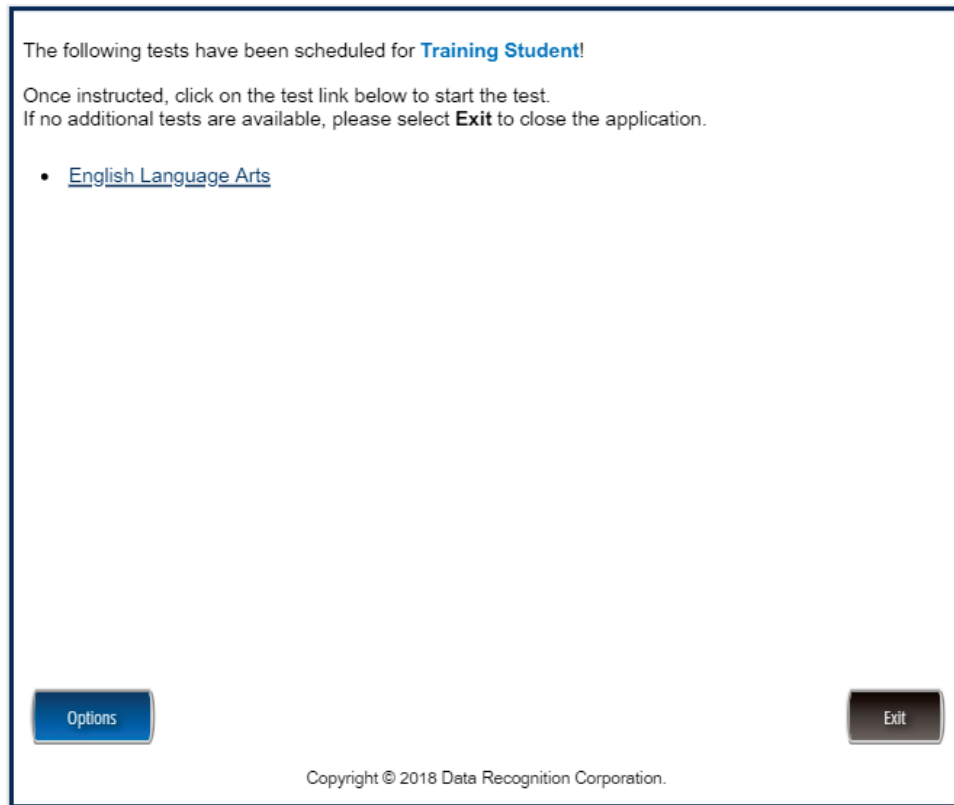 The following tests have been scheduled for Training Student!
Once instructed, click on the test link below to start the test.
If no additional tests are available, please select Exit to close the application.
• English Language Arts
Options
Exit
Copyright © 2018 Data Recognition Corporation.